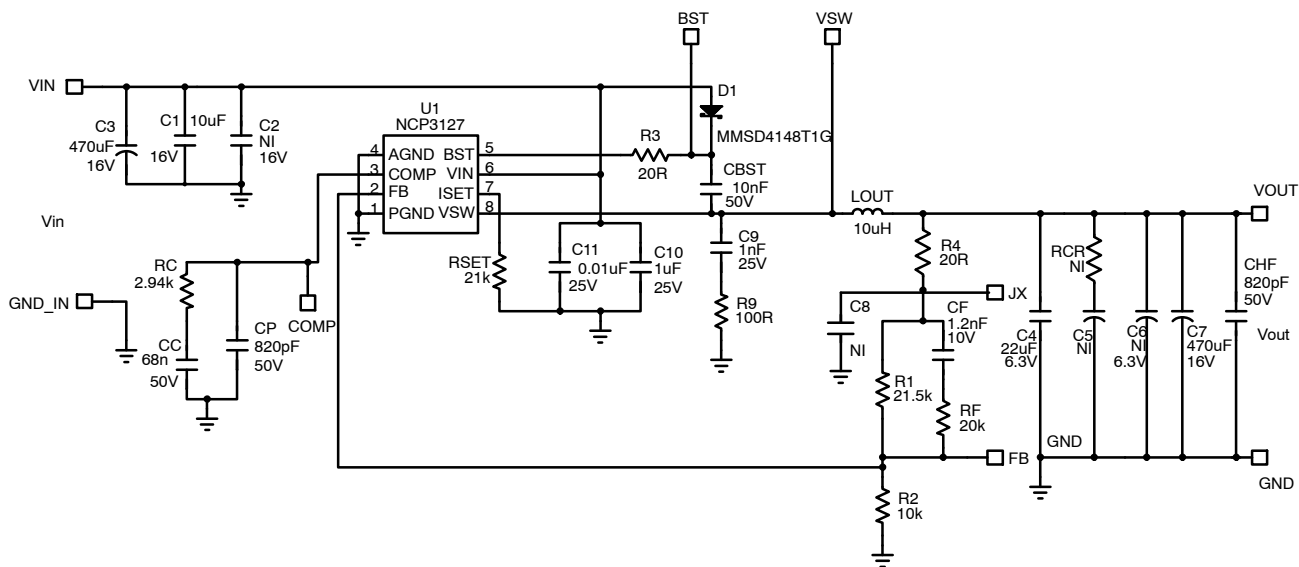 BST
VSW
VIN
D1
MMSD4148T1G
C3
470uF
16V
C1
10uF
16V
C2
NI
16V
U1
NCP3127
4 AGND BST 5
3 COMP VIN 6
2 FB ISET 7
1 PGND VSW 8
R3
20R
CBST
10nF
50V
Vin
LOUT
10uH
VOUT
RC
2.94k
RSET
21k
C11
0.01uF
25V
C10
1uF
25V
C9
1nF
25V
R4
20R
RCR
NI
CHF
820pF
50V
GND_IN
COMP
R9
100R
C8
NI
JX
CF
1.2nF
10V
CC
68n
50V
CP
820pF
50V
C4
22uF
6.3V
C5
NI
C6
NI
6.3V
C7
470uF
16V
Vout
R1
21.5k
RF
20k
GND
FB
GND
R2
10k